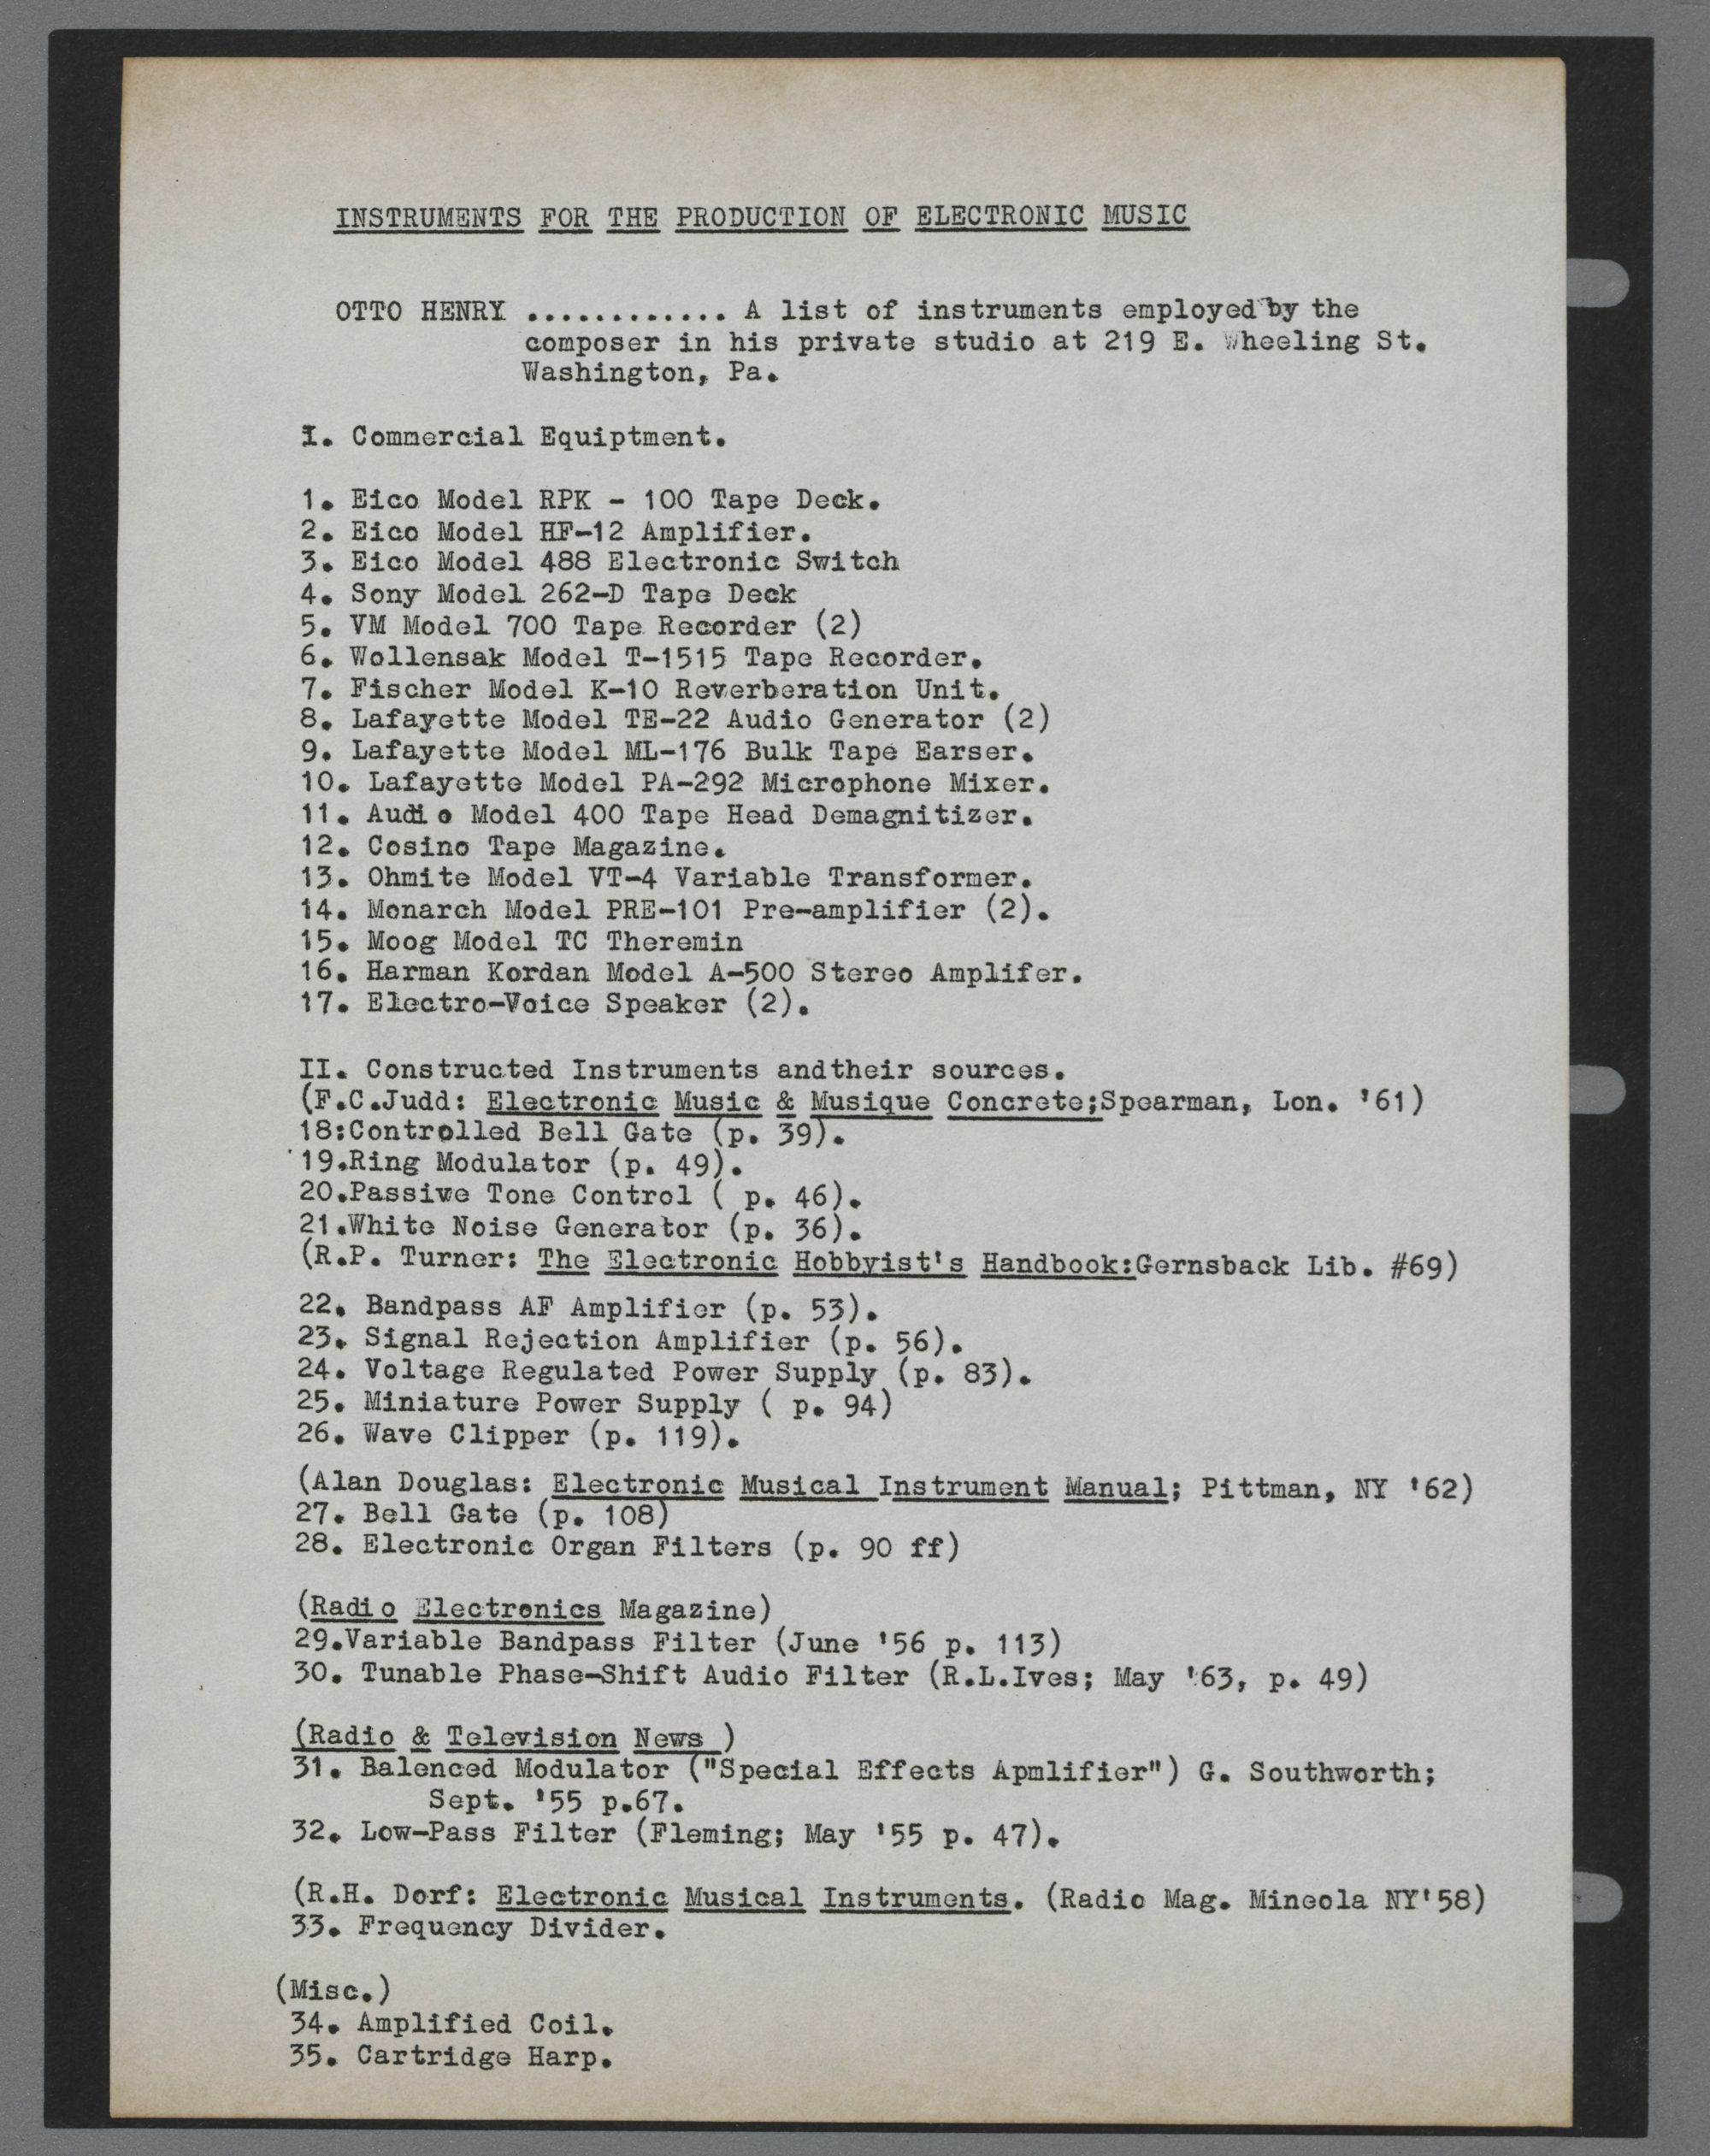 INSTRUMENTS FOR THE PRODUCTION OF ELECTRONIC MUSIC
OTTO HENRY ............ A list of instruments employed by the
composer in his private studio at 219 E. Wheeling St.
Washington, Pa.
I. Commercial Equiptment.
1. Eico Model RPK - 100 Tape Deck.
2. Eico Model HF-12 Amplifier.
3. Eico Model 488 Electronic Switch
4. Sony Model 262-D Tape Deck
5. VM Model 700 Tape Recorder (2)
6. Wollensak Model T-1515 Tape Recorder.
7. Fischer Model K-10 Reverberation Unit.
8. Lafayette Model TE-22 Audio Generator (2)
9. Lafayette Model ML-176 Bulk Tape Earser.
10. Lafayette Model PA-292 Microphone Mixer.
11. Audio Model 400 Tape Head Demagnitizer.
12. Cosino Tape Magazine.
13. Ohmite Model VT-4 Variable Transformer.
14. Monarch Model PRE-101 Pre-amplifier (2).
15. Moog Model TC Theremin
16. Harman Kordan Model A-500 Stereo Amplifer.
17. Electro-Voice Speaker (2).
II. Constructed Instruments andtheir sources.
(F.C.Judd: Electronic Music & Musique Concrete;Spearman, Lon. '61)
18:Controlled Bell Gate (p. 39).
19.Ring Modulator (p. 49).
20.Passive Tone Control ( p. 46).
21.White Noise Generator (p. 36).
(R.P. Turner: The Electronic Hobbyist's Handbook:Gernsback Lib. #69)
22. Bandpass AF Amplifier (p. 53).
23. Signal Rejection Amplifier (p. 56).
24. Voltage Regulated Power Supply (p. 83).
25. Miniature Power Supply ( p. 94)
26. Wave Clipper (p. 119).
(Alan Douglas: Electronic Musical Instrument Manual; Pittman, NY '62)
27. Bell Gate (p. 108)
28. Electronic Organ Filters (p. 90 ff)
(Radio Electronics Magazine)
29.Variable Bandpass Filter (June '56 p. 113)
30. Tunable Phase-Shift Audio Filter (R.L.Ives; May '63, p. 49)
(Radio & Television News )
31. Balenced Modulator ("Special Effects Apmlifier") G. Southworth;
Sept. '55 p.67.
32. Low-Pass Filter (Fleming; May '55 p. 47).
(R.H. Dorf: Electronic Musical Instruments. (Radio Mag. Mineola NY'58)
33. Frequency Divider.
(Misc.)
34. Amplified Coil.
35. Cartridge Harp.